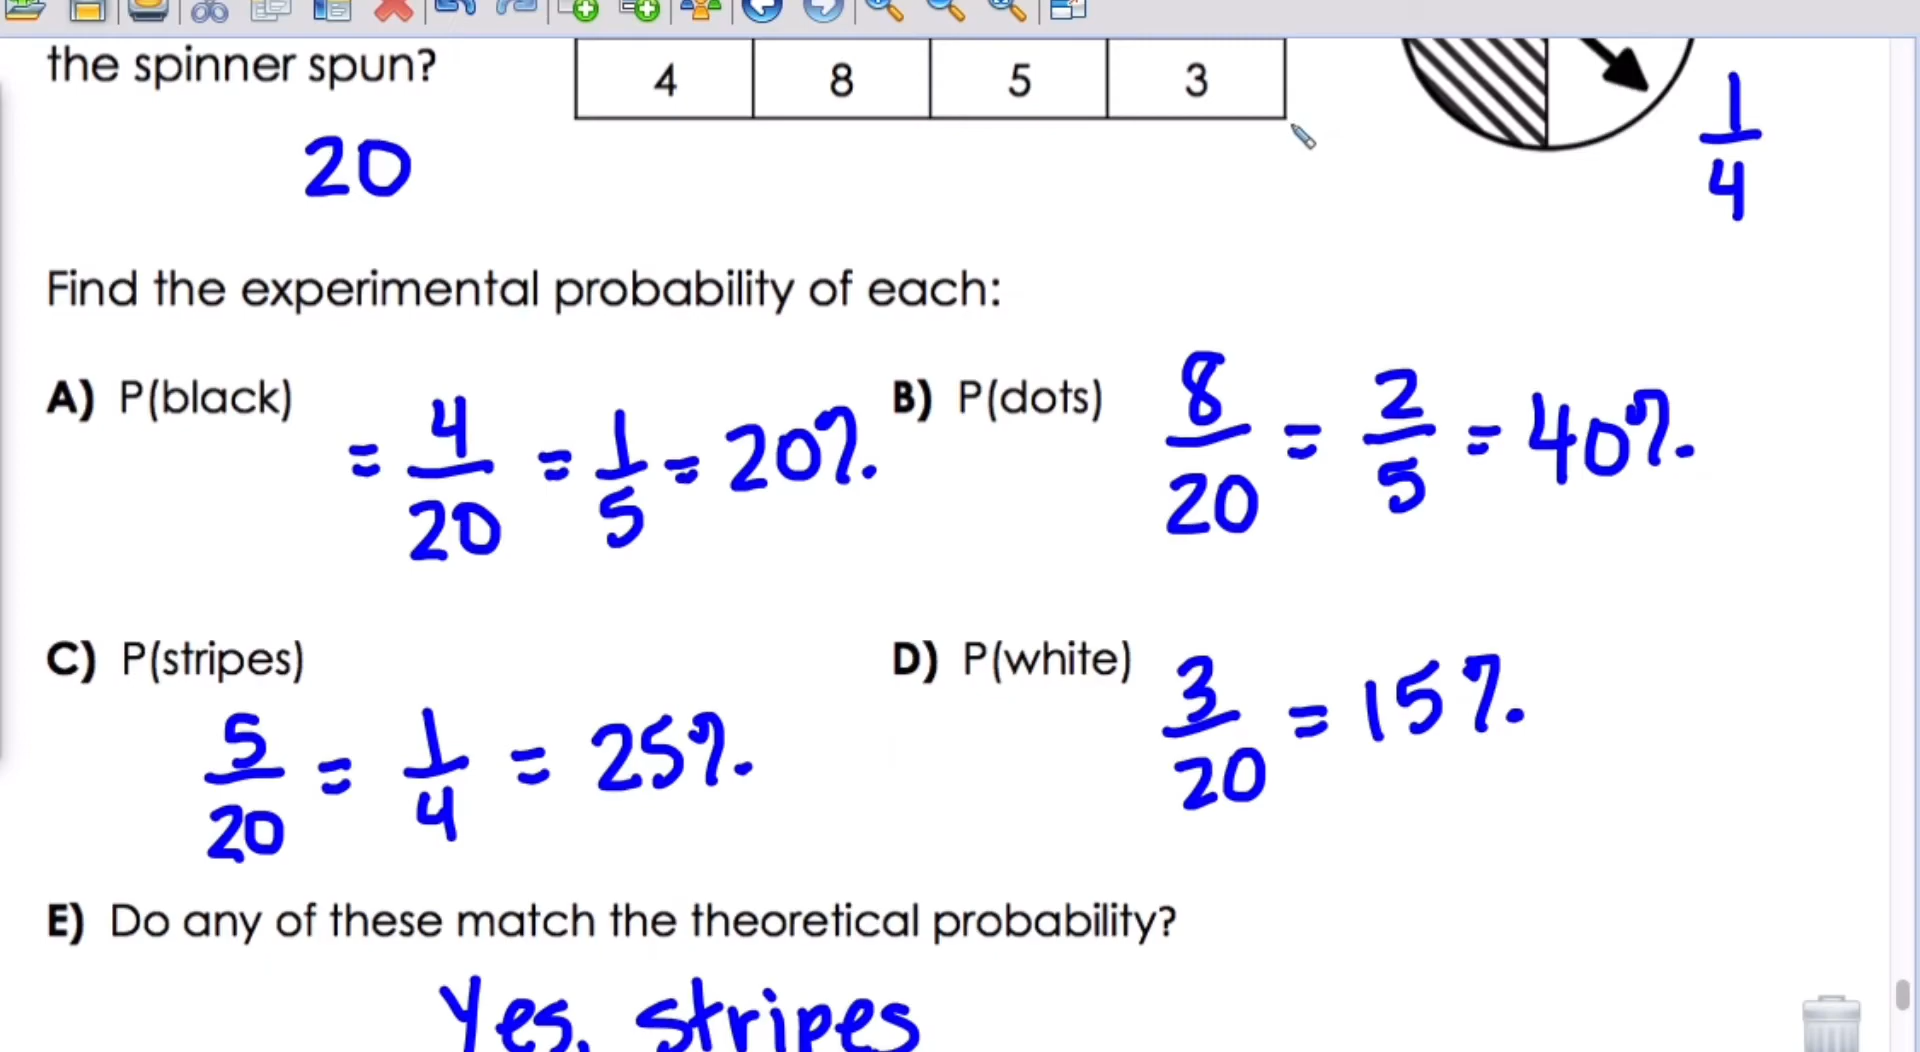 the spinner spun?
4 8 5 3
20
1/4
Find the experimental probability of each:
A) P(black) = 4/20 = 1/5 = 20%
B) P(dots) 8/20 = 2/5 = 40%
C) P(stripes)
5/20 = 1/4 = 25%
D) P(white) 3/20 = 15%
E) Do any of these match the theoretical probability?
Yes, stripes